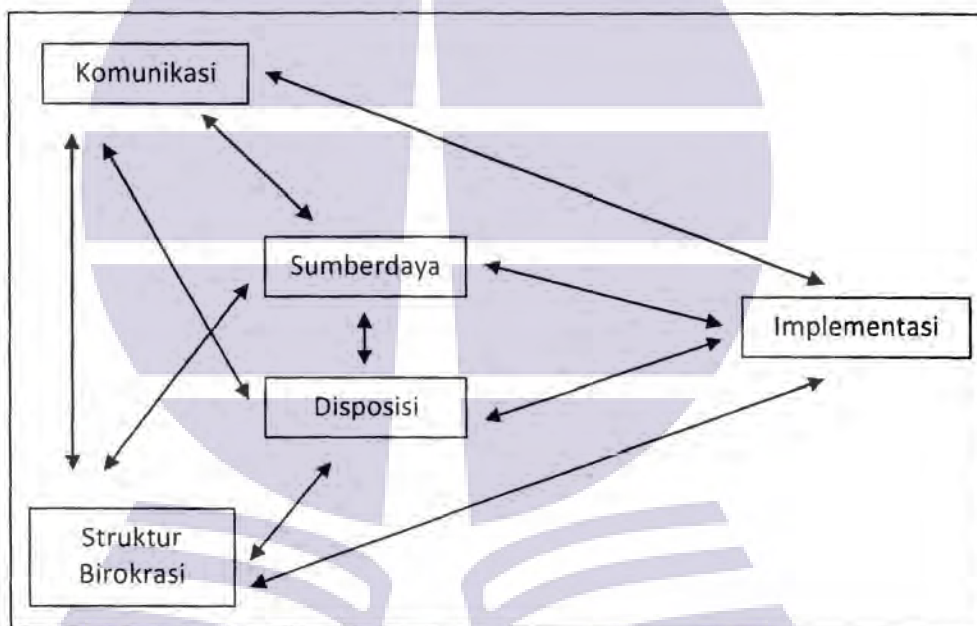 Komunikasi
Sumberdaya
Implementasi
Disposisi
Struktur
Birokrasi